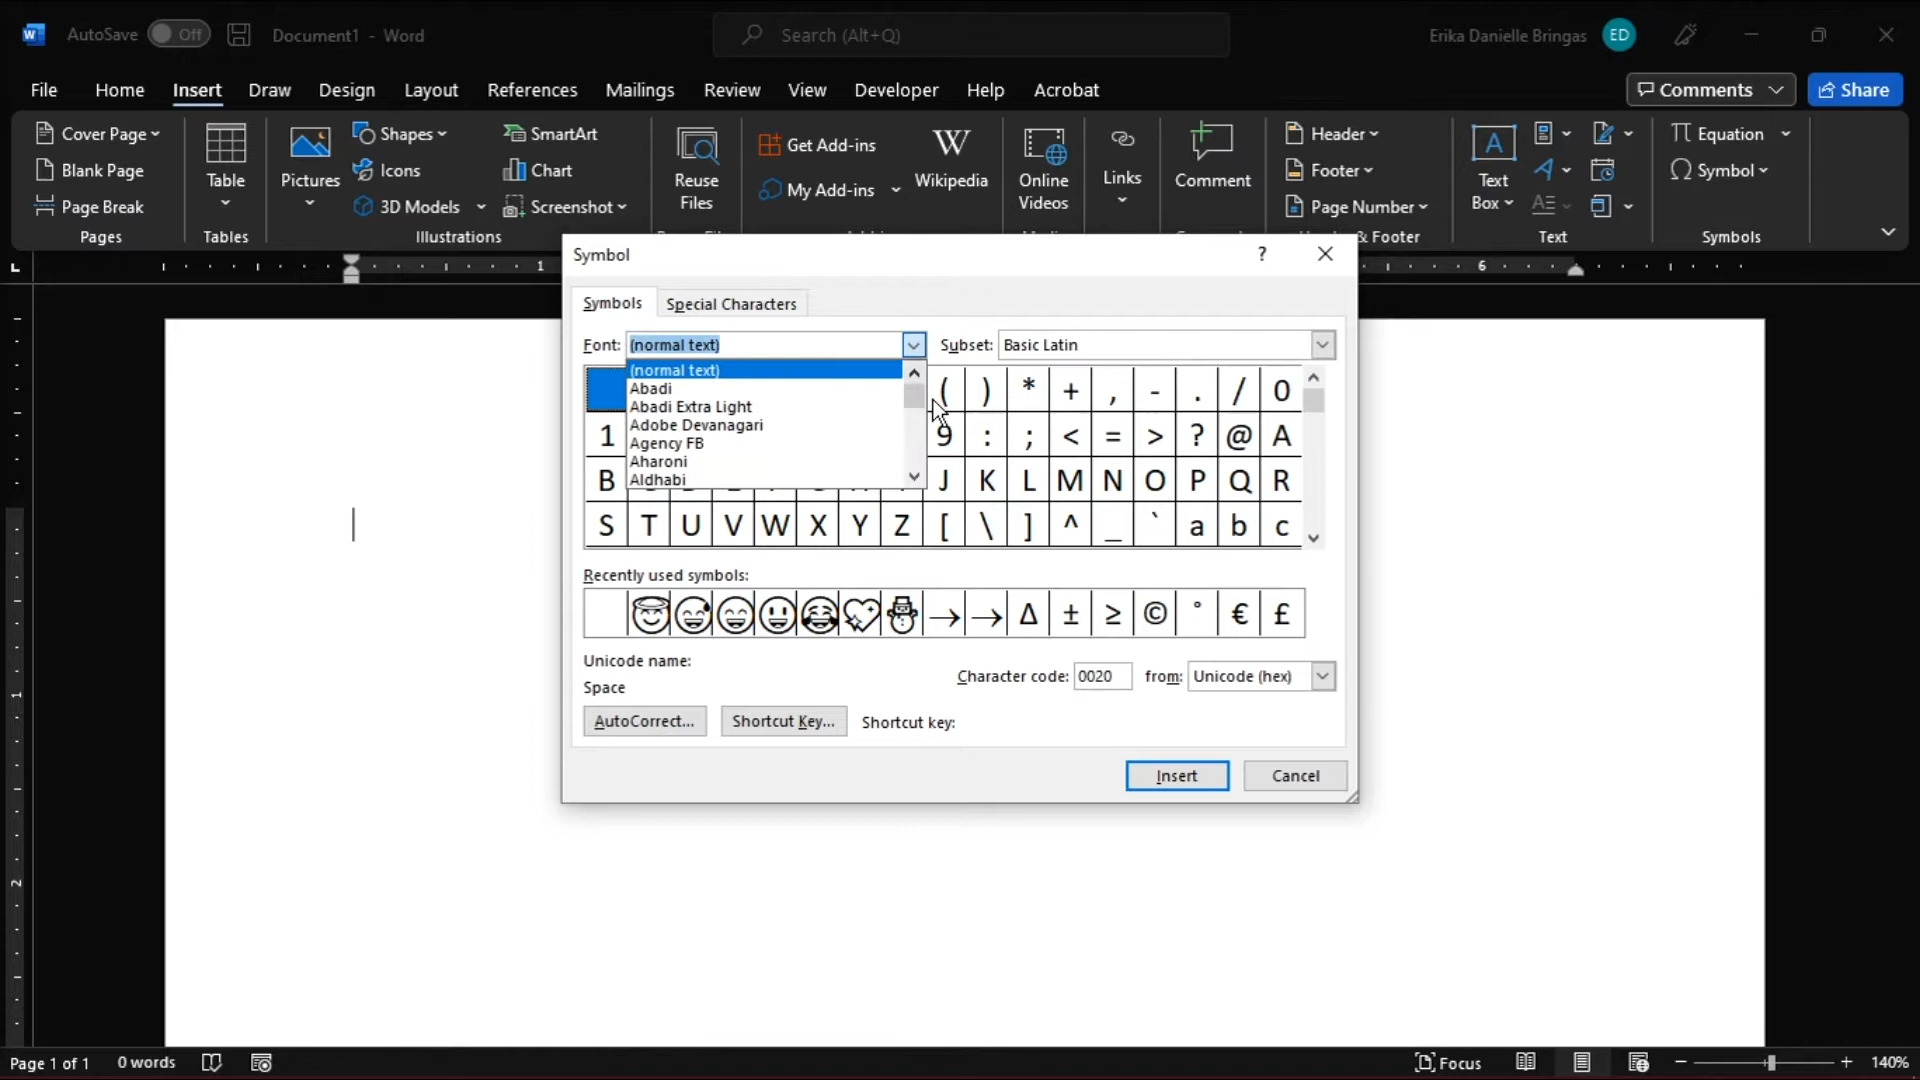 AutoSave Off Document1 - Word Search (Alt+Q) Erika Danielle Bringas ED
File Home Insert Draw Design Layout References Mailings Review View Developer Help Acrobat Comments Share
Cover Page
Blank Page
Page Break
Pages
Table
Tables
Pictures
Shapes
Icons
3D Models
SmartArt
Chart
Screenshot
Illustrations
Reuse
Files
Get Add-ins
My Add-ins
W
Wikipedia
Online
Videos
Links
Comment
Header
Footer
Page Number
& Footer
Text
Box
Text
Equation
Symbol
Symbols
1 6
Symbol ?
Symbols Special Characters
Font: (normal text) Subset: Basic Latin
(normal text)
Abadi
Abadi Extra Light
Adobe Devanagari
Agency FB
Aharoni
Aldhabi
( ) * + , - . / 0
1 9 : ; < = > ? @ A
B J K L M N O P Q R
S T U V W X Y Z [ \ ] ^ _ ` a b c
Recently used symbols:
😇 😅 😄 😃 😂 💖 ⛄ → → Δ ± ≥ © ° € £
Unicode name:
Space
Character code: 0020 from: Unicode (hex)
AutoCorrect... Shortcut Key... Shortcut key:
Insert Cancel
1
2
Page 1 of 1 0 words Focus 140%